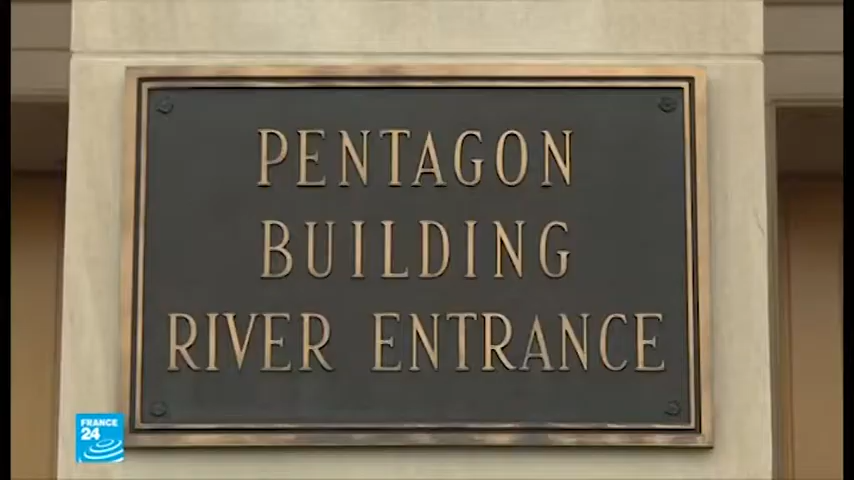 PENTAGON
BUILDING
RIVER ENTRANCE
FRANCE
24